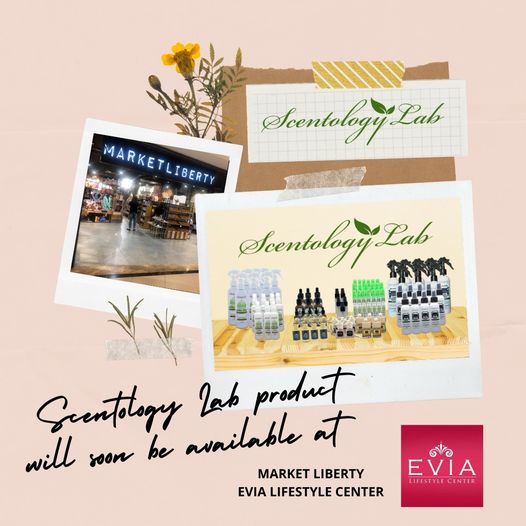 Scentology Lab
MARKETLIBERTY
Scentology Lab
Scentology Lab product
will soon be available at
MARKET LIBERTY
EVIA LIFESTYLE CENTER
EVIA
LIFESTYLE CENTER